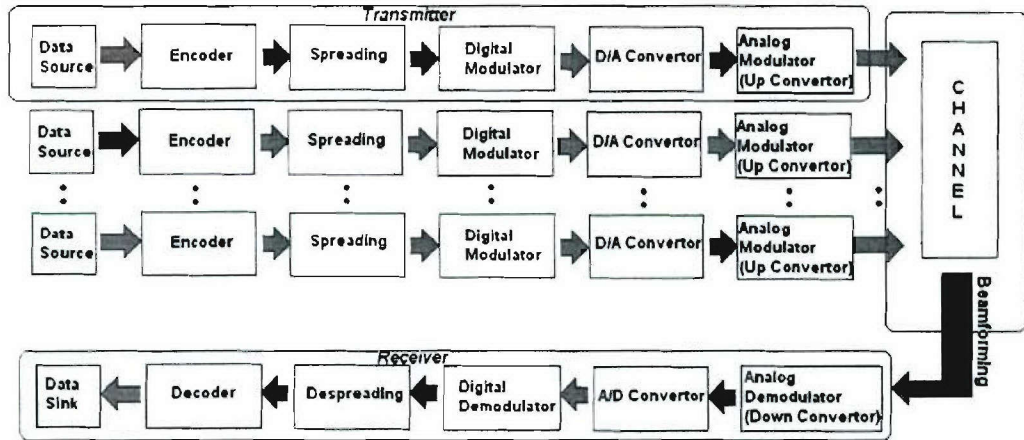 Transmitter
Data
Source
Encoder
Spreading
Digital
Modulator
D/A Convertor
Analog
Modulator
(Up Convertor)
Data
Source
Encoder
Spreading
Digital
Modulator
D/A Convertor
Analog
Modulator
(Up Convertor)
Data
Source
Encoder
Spreading
Digital
Modulator
D/A Convertor
Analog
Modulator
(Up Convertor)
CHANNEL
Beamforming
Receiver
Data
Sink
Decoder
Despreading
Digital
Demodulator
A/D Convertor
Analog
Demodulator
(Down Convertor)